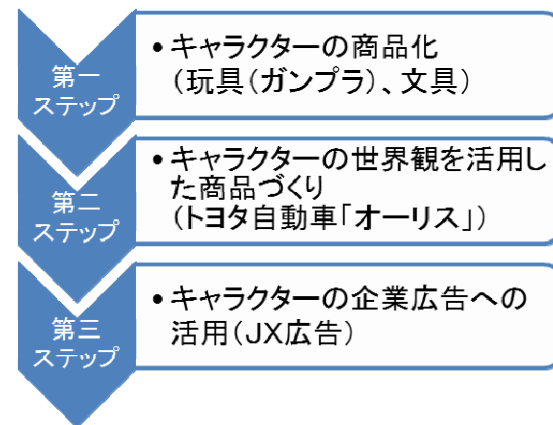 第一
ステップ
•キャラクターの商品化
(玩具(ガンプラ)、文具)
第二
ステップ
•キャラクターの世界観を活用し
た商品づくり
(トヨタ自動車「オーリス」)
第三
ステップ
•キャラクターの企業広告への
活用(JX広告)